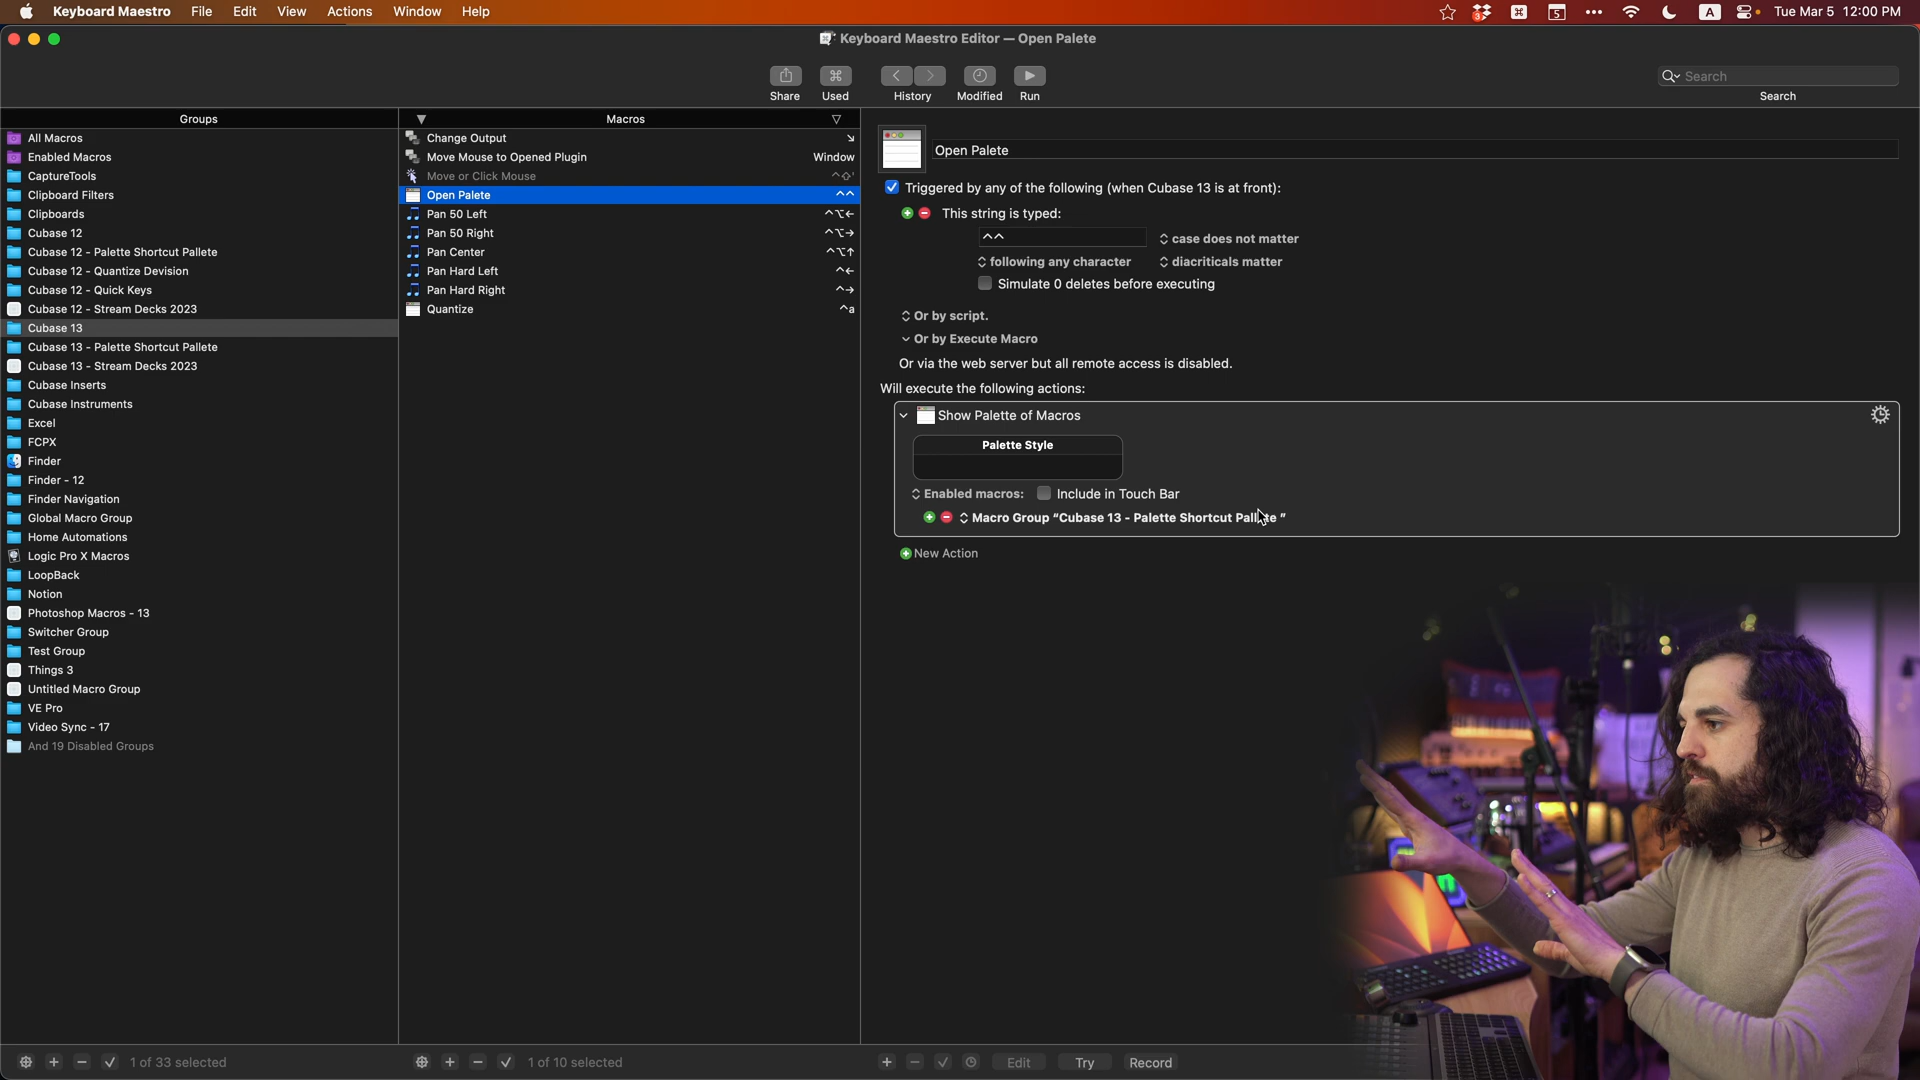 Keyboard Maestro File Edit View Actions Window Help
3 5 A Tue Mar 5 12:00 PM
Keyboard Maestro Editor — Open Palete
Share Used History Modified Run
Search
Search
Groups
All Macros
Enabled Macros
CaptureTools
Clipboard Filters
Clipboards
Cubase 12
Cubase 12 - Palette Shortcut Pallete
Cubase 12 - Quantize Devision
Cubase 12 - Quick Keys
Cubase 12 - Stream Decks 2023
Cubase 13
Cubase 13 - Palette Shortcut Pallete
Cubase 13 - Stream Decks 2023
Cubase Inserts
Cubase Instruments
Excel
FCPX
Finder
Finder - 12
Finder Navigation
Global Macro Group
Home Automations
Logic Pro X Macros
LoopBack
Notion
Photoshop Macros - 13
Switcher Group
Test Group
Things 3
Untitled Macro Group
VE Pro
Video Sync - 17
And 19 Disabled Groups
1 of 33 selected
Macros
Change Output ↘
Move Mouse to Opened Plugin Window
Move or Click Mouse ^⇧'
Open Palete ^^
Pan 50 Left ^⌥←
Pan 50 Right ^⌥→
Pan Center ^⌥↑
Pan Hard Left ^←
Pan Hard Right ^→
Quantize ^a
1 of 10 selected
Open Palete
Triggered by any of the following (when Cubase 13 is at front):
This string is typed:
^^ case does not matter
following any character diacriticals matter
Simulate 0 deletes before executing
Or by script.
Or by Execute Macro
Or via the web server but all remote access is disabled.
Will execute the following actions:
Show Palette of Macros
Palette Style
Enabled macros: Include in Touch Bar
Macro Group “Cubase 13 - Palette Shortcut Pallete ”
New Action
Edit Try Record